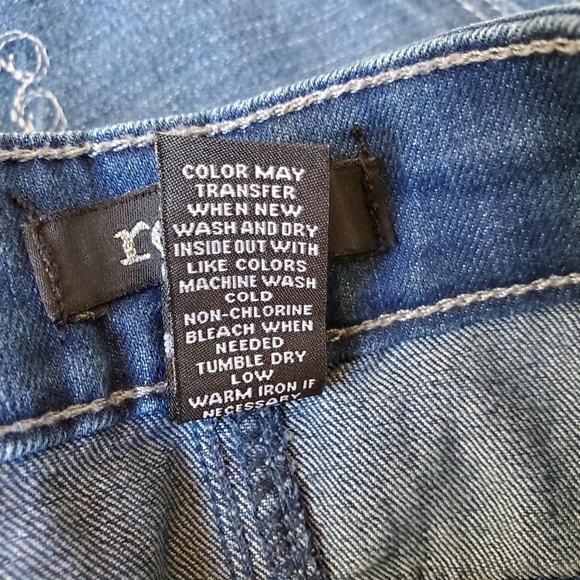 COLOR MAY
TRANSFER
WHEN NEW
WASH AND DRY
INSIDE OUT WITH
LIKE COLORS
MACHINE WASH
COLD
NON-CHLORINE
BLEACH WHEN
NEEDED
TUMBLE DRY
LOW
WARM IRON IF
NECESSARY